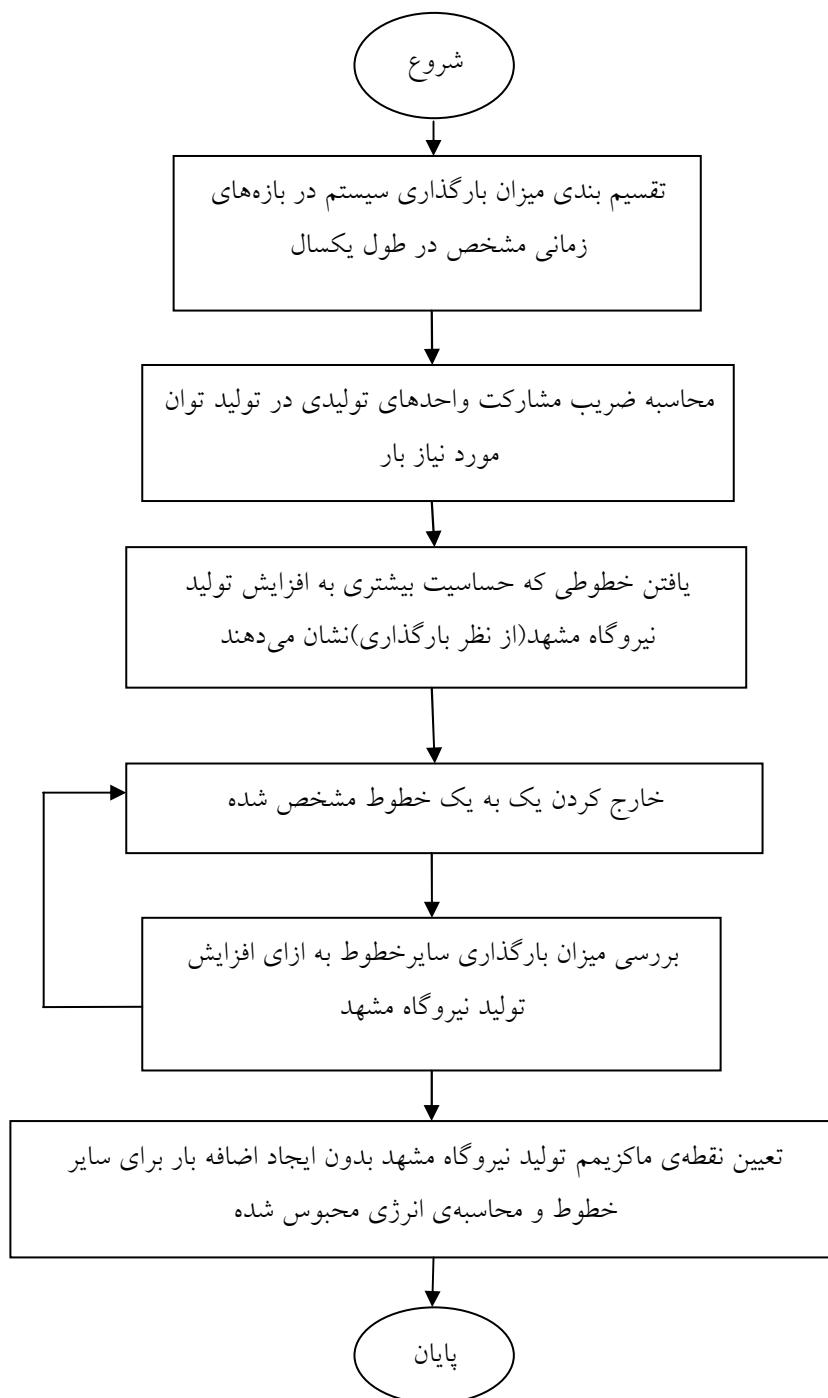 شروع
تقسیم بندی میزان بارگذاری سیستم در بازه‌های
زمانی مشخص در طول یکسال
محاسبه ضریب مشارکت واحدهای تولیدی در تولید توان
مورد نیاز بار
یافتن خطوطی که حساسیت بیشتری به افزایش تولید
نیروگاه مشهد(از نظر بارگذاری)نشان می‌دهند
خارج کردن یک به یک خطوط مشخص شده
بررسی میزان بارگذاری سایرخطوط به ازای افزایش
تولید نیروگاه مشهد
تعیین نقطه‌ی ماکزیمم تولید نیروگاه مشهد بدون ایجاد اضافه بار برای سایر
خطوط و محاسبه‌ی انرژی محبوس شده
پایان